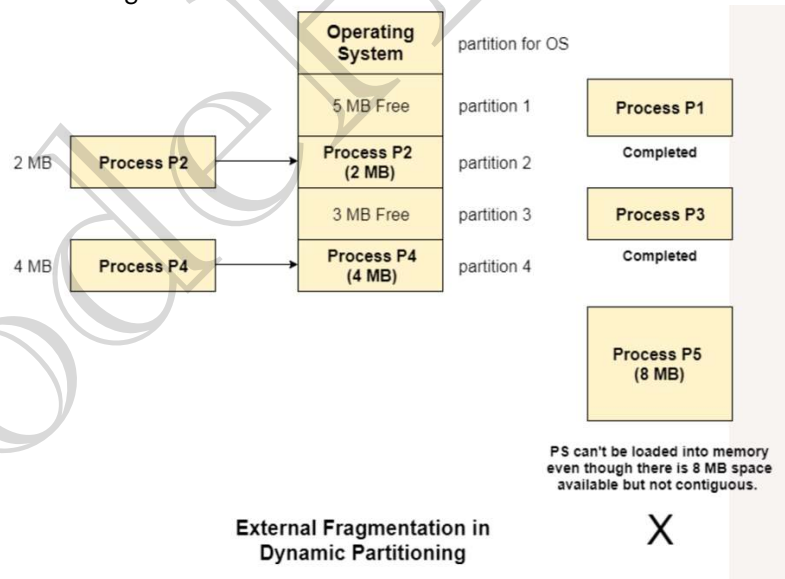 Operating
System
partition for OS
5 MB Free
partition 1
Process P1
Completed
2 MB
Process P2
Process P2
(2 MB)
partition 2
3 MB Free
partition 3
Process P3
Completed
4 MB
Process P4
Process P4
(4 MB)
partition 4
Process P5
(8 MB)
PS can't be loaded into memory
even though there is 8 MB space
available but not contiguous.
External Fragmentation in
Dynamic Partitioning
X